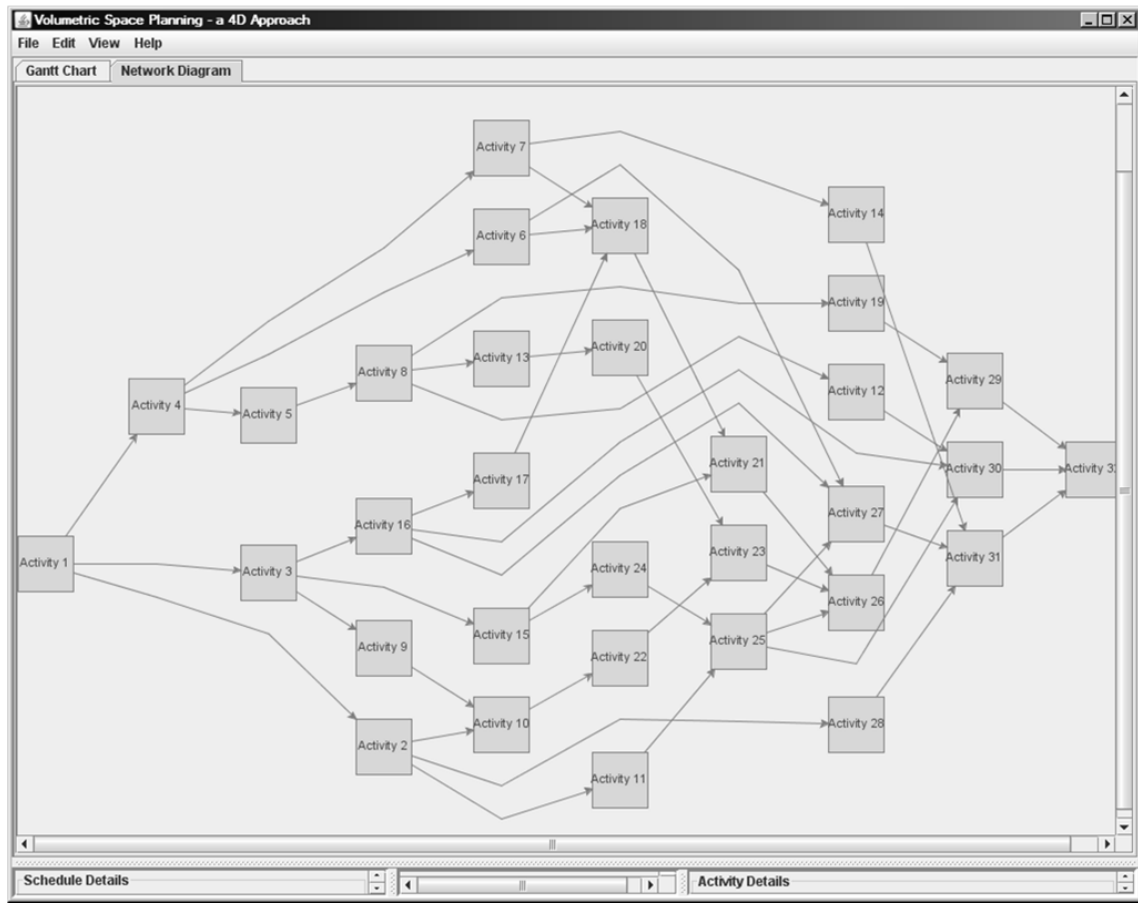 Volumetric Space Planning - a 4D Approach
File Edit View Help
Gantt Chart Network Diagram
Activity 7
Activity 14
Activity 18
Activity 6
Activity 19
Activity 20
Activity 13
Activity 8
Activity 29
Activity 12
Activity 4
Activity 5
Activity 21
Activity 30
Activity 3
Activity 17
Activity 27
Activity 16
Activity 23
Activity 31
Activity 1
Activity 3
Activity 24
Activity 26
Activity 15
Activity 25
Activity 9
Activity 22
Activity 10
Activity 28
Activity 2
Activity 11
Schedule Details
Activity Details